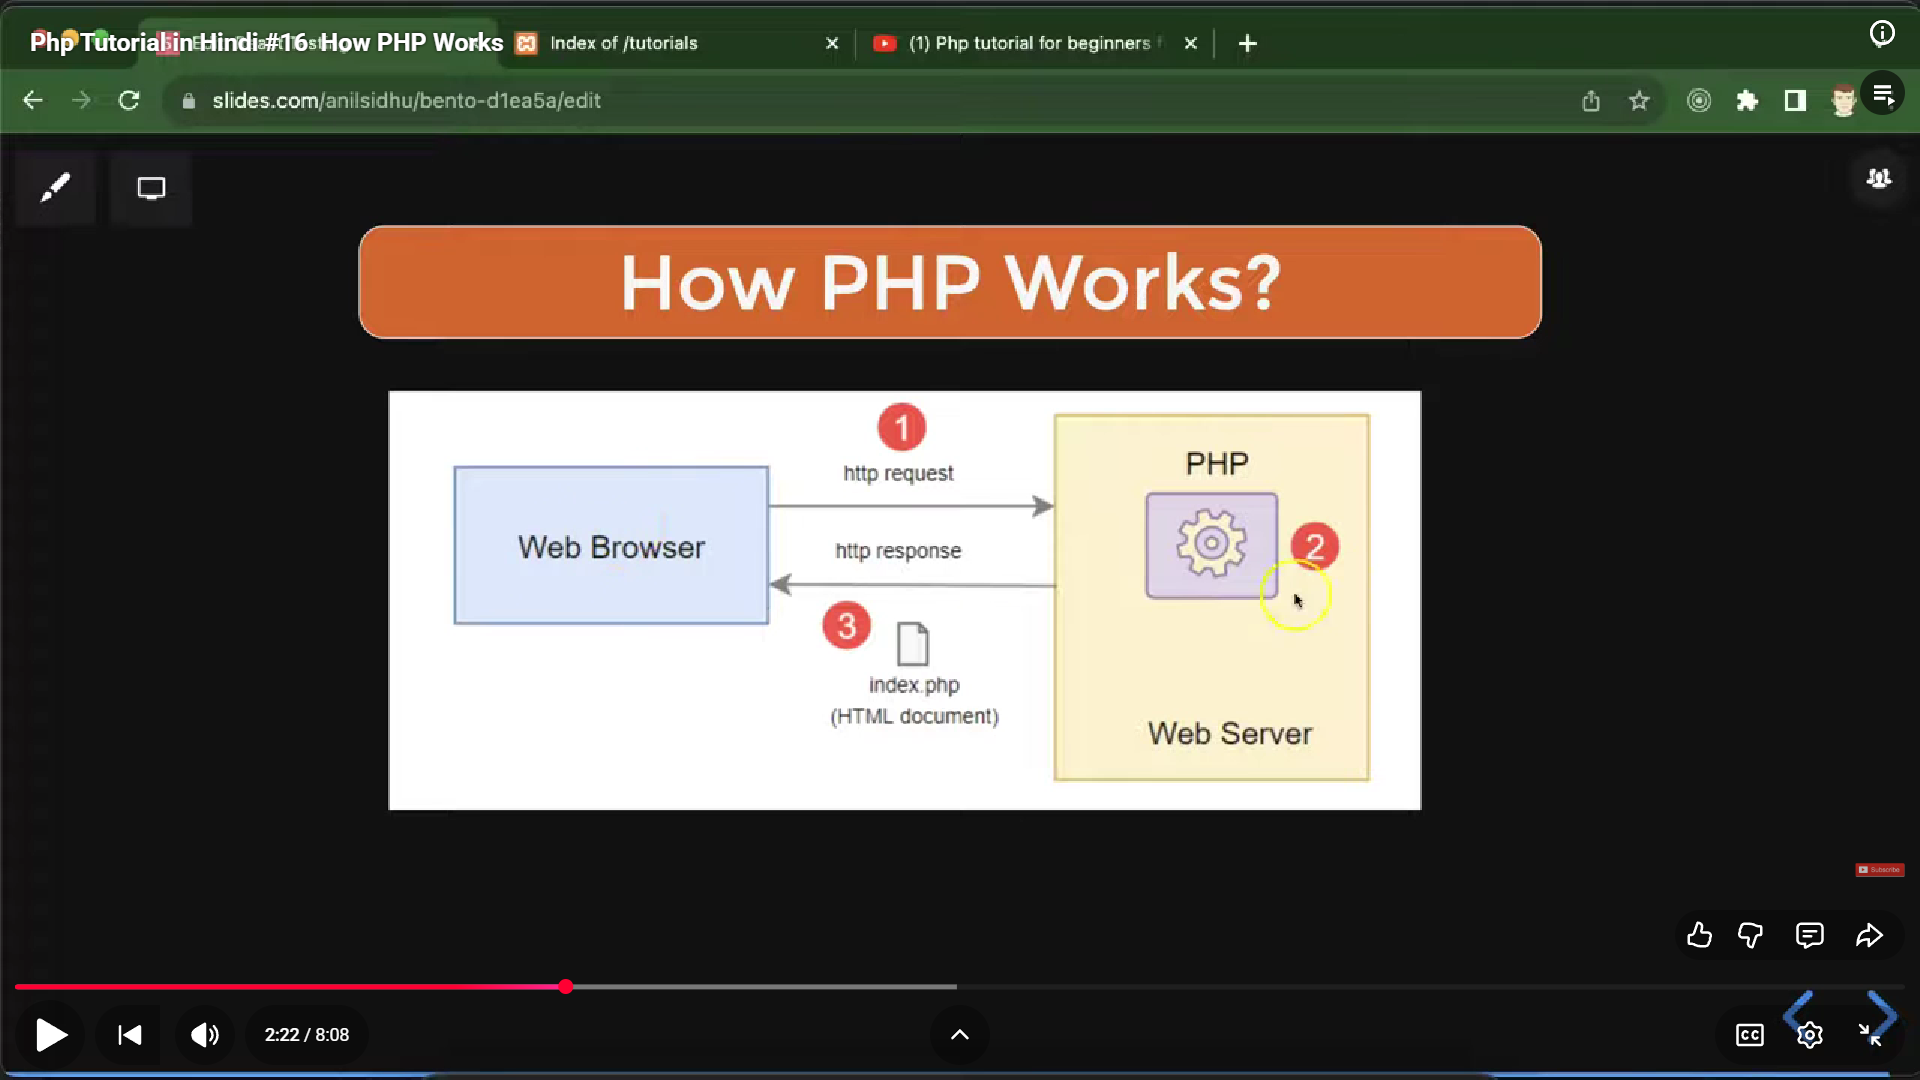 Php Tutorial in Hindi #16 How PHP Works
Index of /tutorials
(1) Php tutorial for beginners
slides.com/anilsidhu/bento-d1ea5a/edit
How PHP Works?
1
http request
PHP
Web Browser
http response
2
3
index.php
(HTML document)
Web Server
Subscribe
2:22 / 8:08
CC